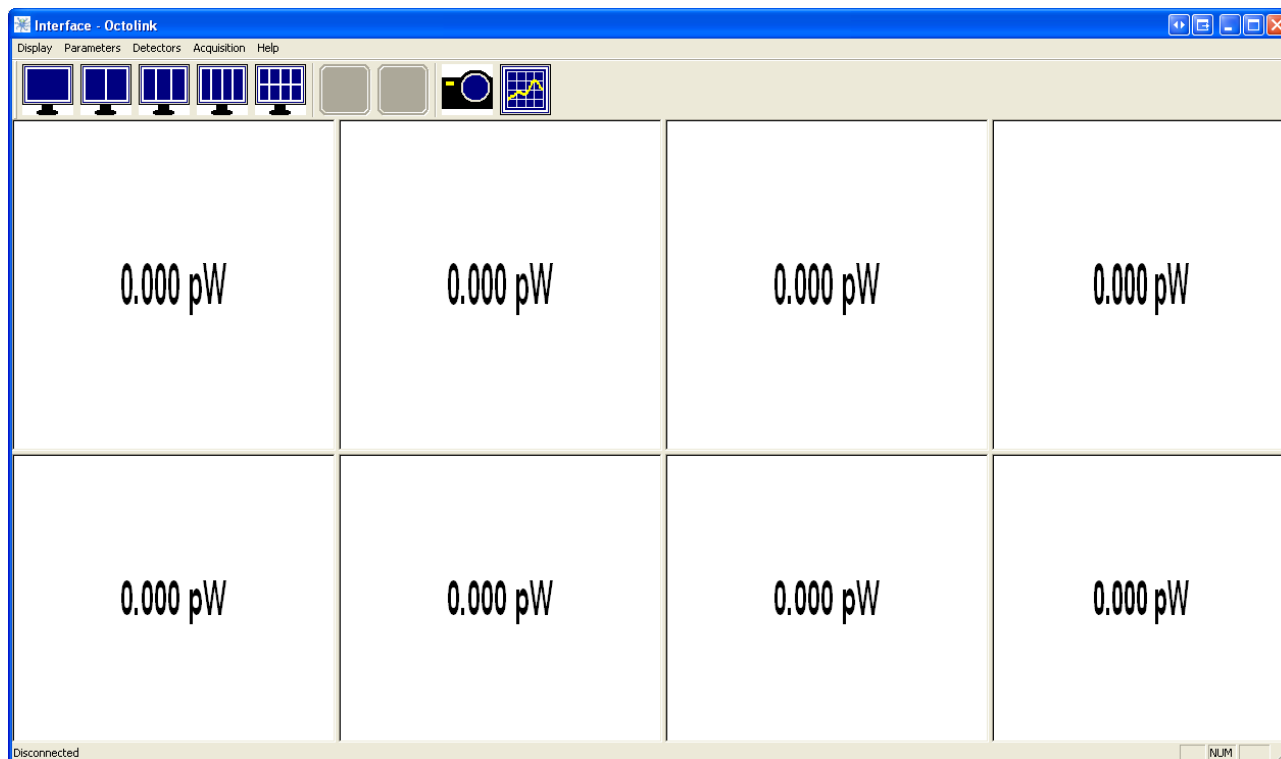 Interface - Octolink
Display Parameters Detectors Acquisition Help
0.000 pW 0.000 pW 0.000 pW 0.000 pW
0.000 pW 0.000 pW 0.000 pW 0.000 pW
Disconnected NUM